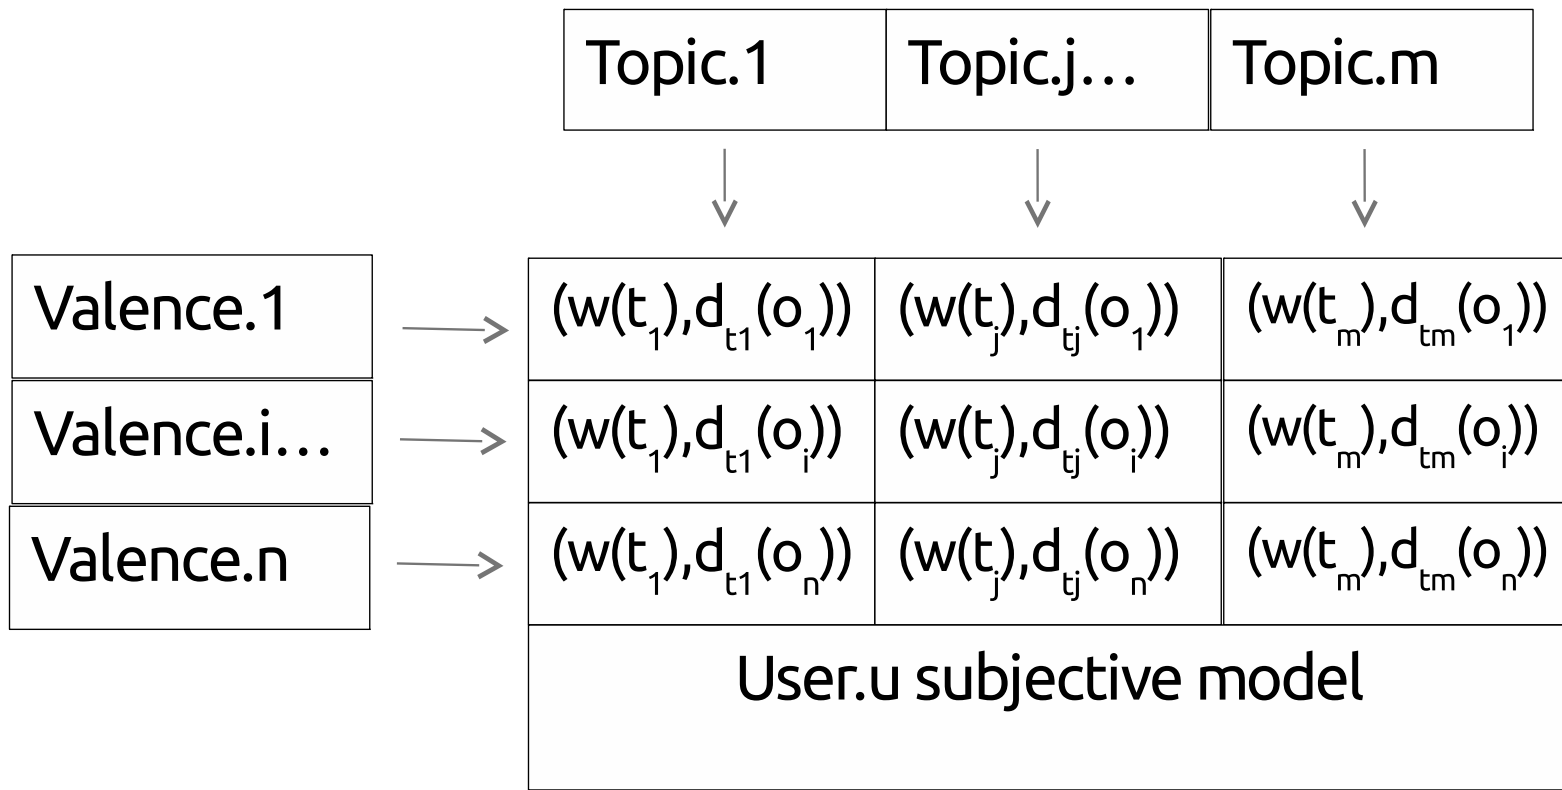 Topic.1 Topic.j... Topic.m
Valence.1 (w(t₁),dₜ₁(o₁)) (w(tⱼ),dₜⱼ(o₁)) (w(tₘ),dₜₘ(o₁))
Valence.i... (w(t₁),dₜ₁(oᵢ)) (w(tⱼ),dₜⱼ(oᵢ)) (w(tₘ),dₜₘ(oᵢ))
Valence.n (w(t₁),dₜ₁(oₙ)) (w(tⱼ),dₜⱼ(oₙ)) (w(tₘ),dₜₘ(oₙ))
User.u subjective model